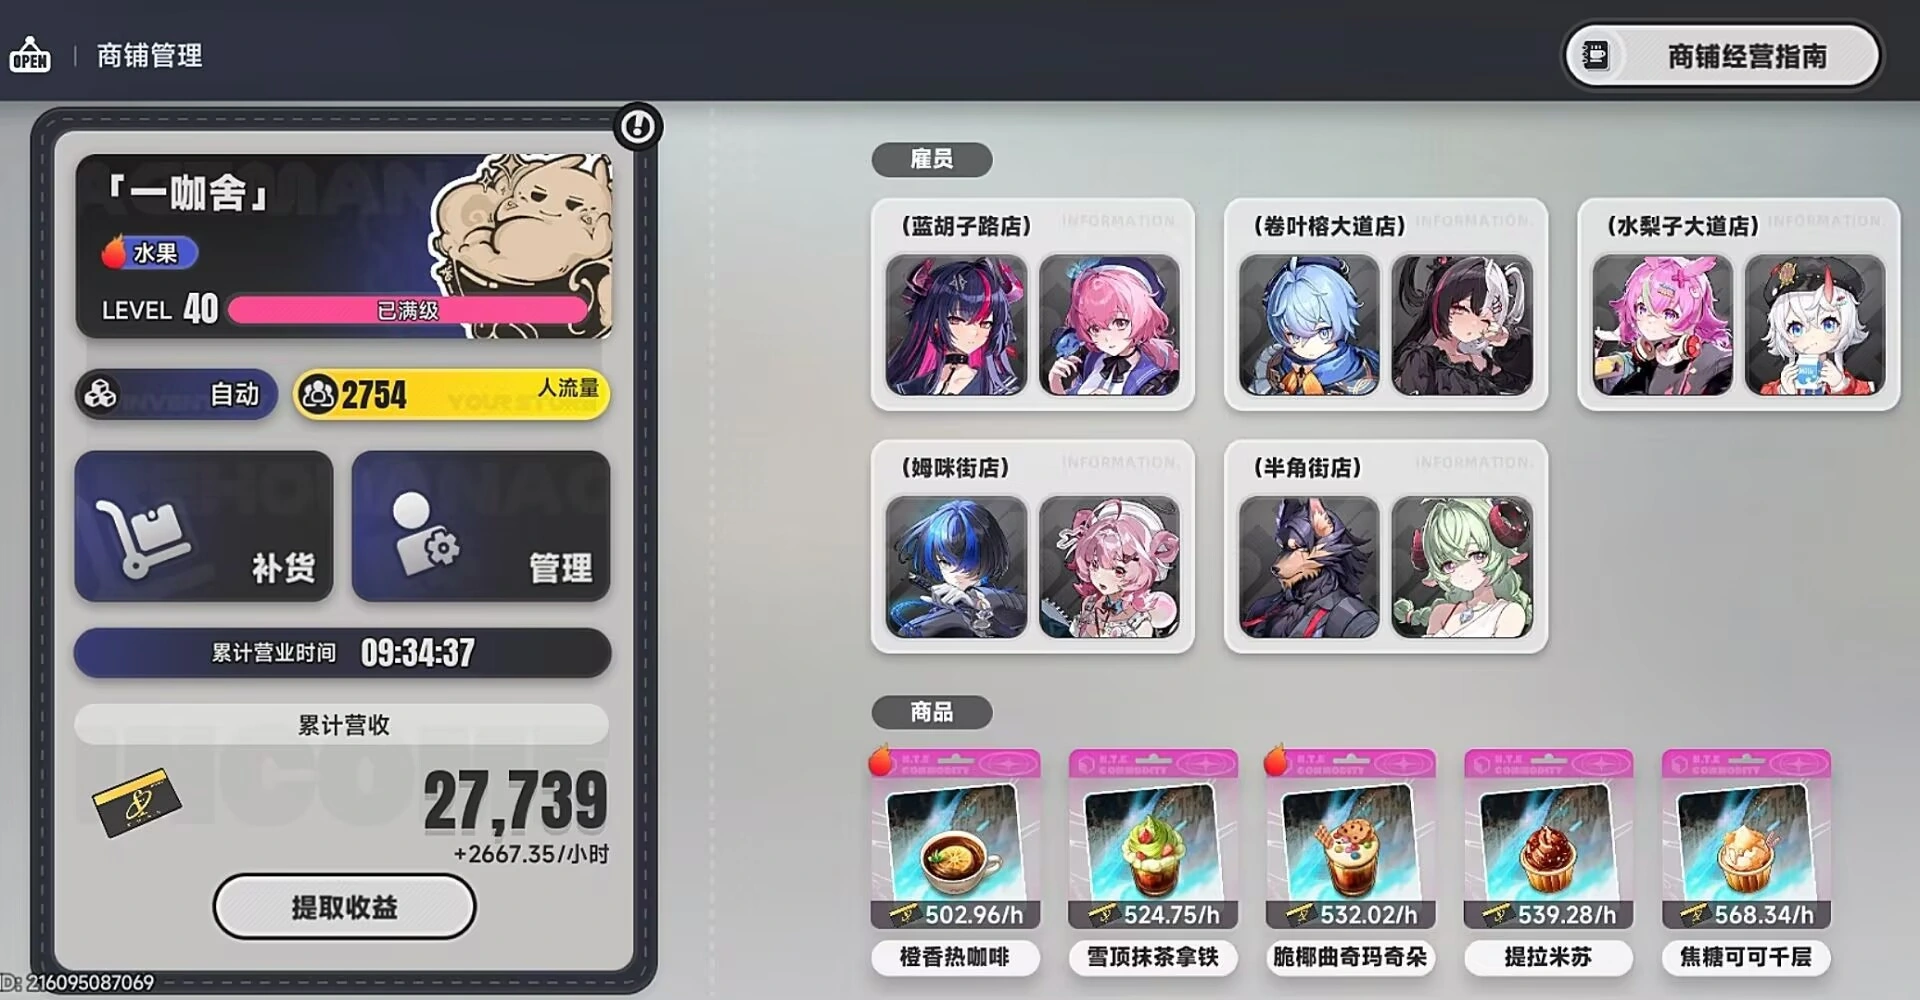 OPEN
商铺管理
商铺经营指南
「一咖舍」
水果
LEVEL 40
已满级
自动
2754
人流量
补货
管理
累计营业时间 09:34:37
累计营收
27,739
+2667.35/小时
提取收益
ID: 216095087069
雇员
(蓝胡子路店) INFORMATION.
(卷叶榕大道店) INFORMATION.
(水梨子大道店) INFORMATION.
(姆咪街店) INFORMATION.
(半角街店) INFORMATION.
商品
502.96/h
524.75/h
532.02/h
539.28/h
568.34/h
橙香热咖啡
雪顶抹茶拿铁
脆椰曲奇玛奇朵
提拉米苏
焦糖可可千层